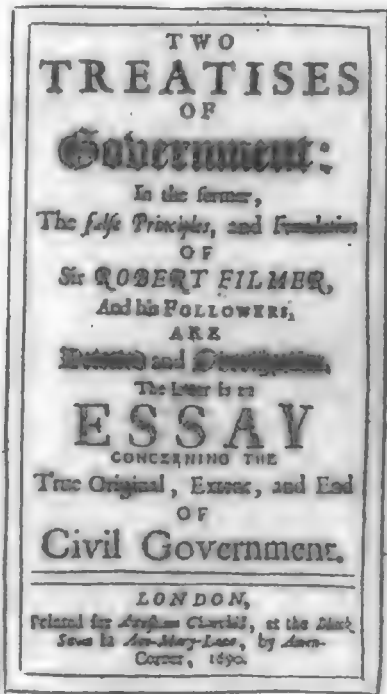 TWO
TREATISES
OF
Government:
In the former,
The false Principles, and Foundation
OF
Sir ROBERT FILMER,
And his FOLLOWERS,
ARE
and
The latter is an
ESSAY
CONCERNING THE
True Original, Extent, and End
OF
Civil Government.
LONDON,
Printed for Awnsham Churchill, at the Black
Swan in Ave-Mary-Lane, by Amen-
Corner, 1690.